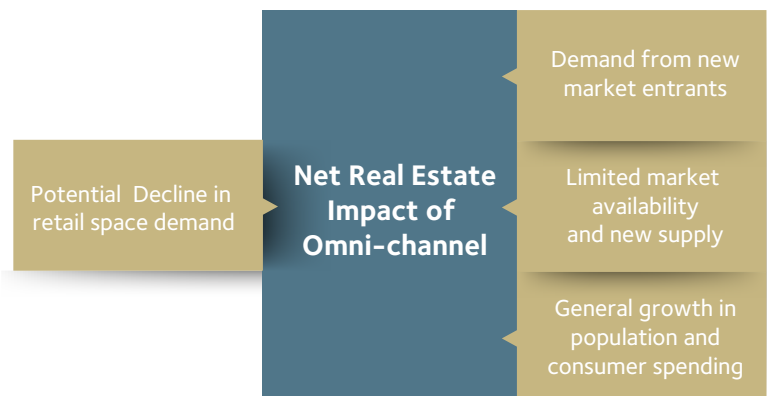 Potential Decline in
retail space demand
Net Real Estate
Impact of
Omni-channel
Demand from new
market entrants
Limited market
availability
and new supply
General growth in
population and
consumer spending